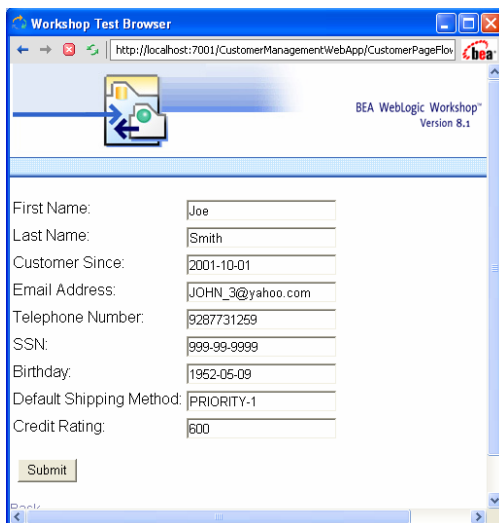 Workshop Test Browser
http://localhost:7001/CustomerManagementWebApp/CustomerPageFlow
bea
BEA WebLogic Workshop™
Version 8.1
First Name: Joe
Last Name: Smith
Customer Since: 2001-10-01
Email Address: JOHN_3@yahoo.com
Telephone Number: 9287731259
SSN: 999-99-9999
Birthday: 1952-05-09
Default Shipping Method: PRIORITY-1
Credit Rating: 600
Submit
Back